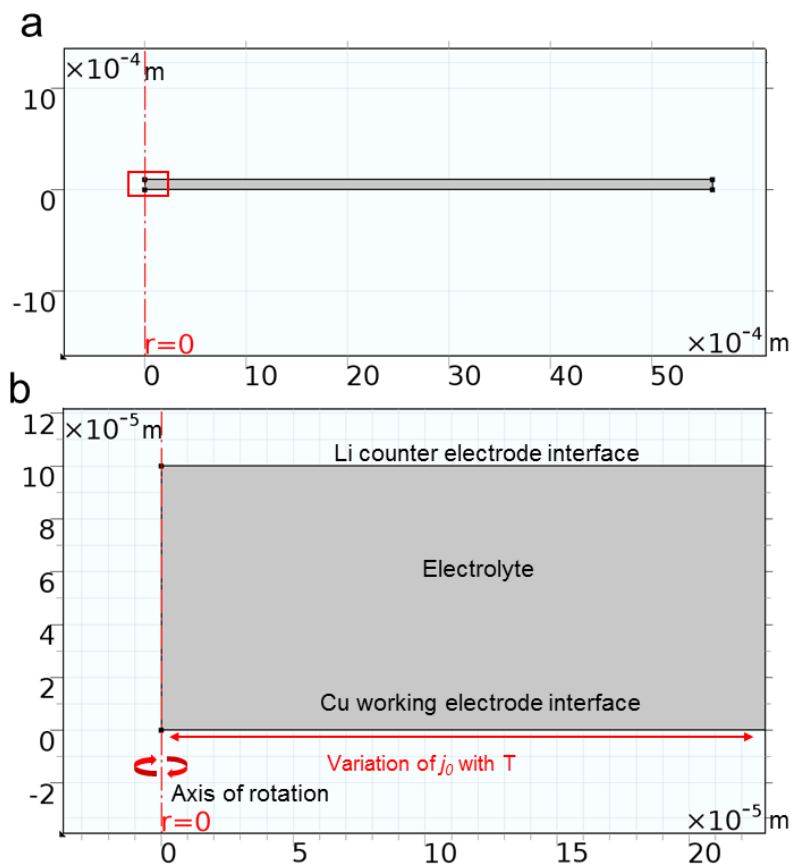 a
×10⁻⁴ m
10
0
-10
r=0
×10⁻⁴ m
0 10 20 30 40 50
b
×10⁻⁵ m
12
10
8
6
4
2
0
-2
Li counter electrode interface
Electrolyte
Cu working electrode interface
Variation of j₀ with T
Axis of rotation
r=0
×10⁻⁵ m
0 5 10 15 20